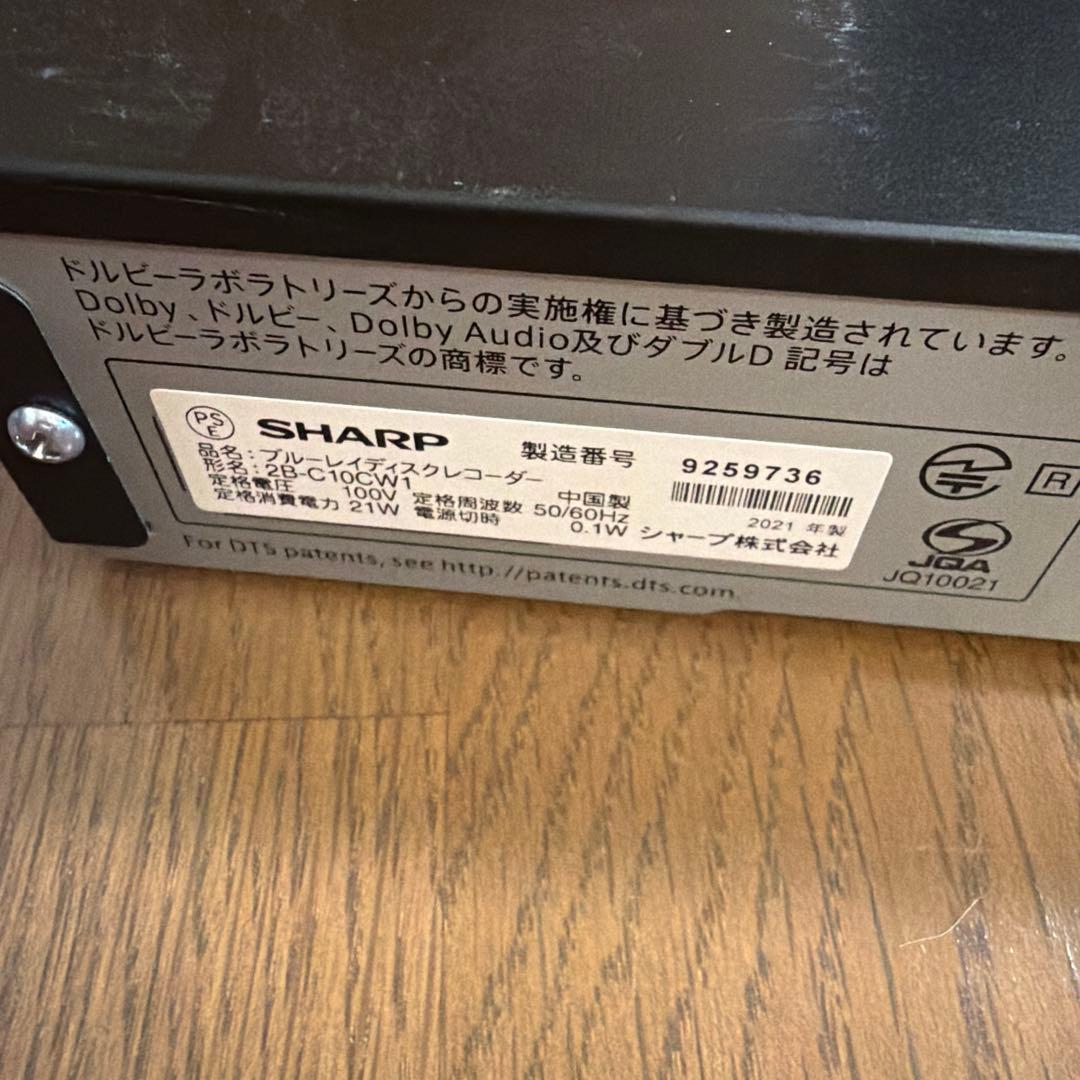 ドルビーラボラトリーズからの実施権に基づき製造されています。
Dolby、ドルビー、Dolby Audio及びダブルD 記号は
ドルビーラボラトリーズの商標です。
PSE SHARP 製造番号 9259736
品名：ブルーレイディスクレコーダー
形名：2B-C10CW1 中国製
定格電圧 100V 定格周波数 50/60Hz 2021 年製
定格消費電力 21W 電源切時 0.1W シャープ株式会社
R
JQA
JQ10021
For DTS patents, see http://patents.dts.com.